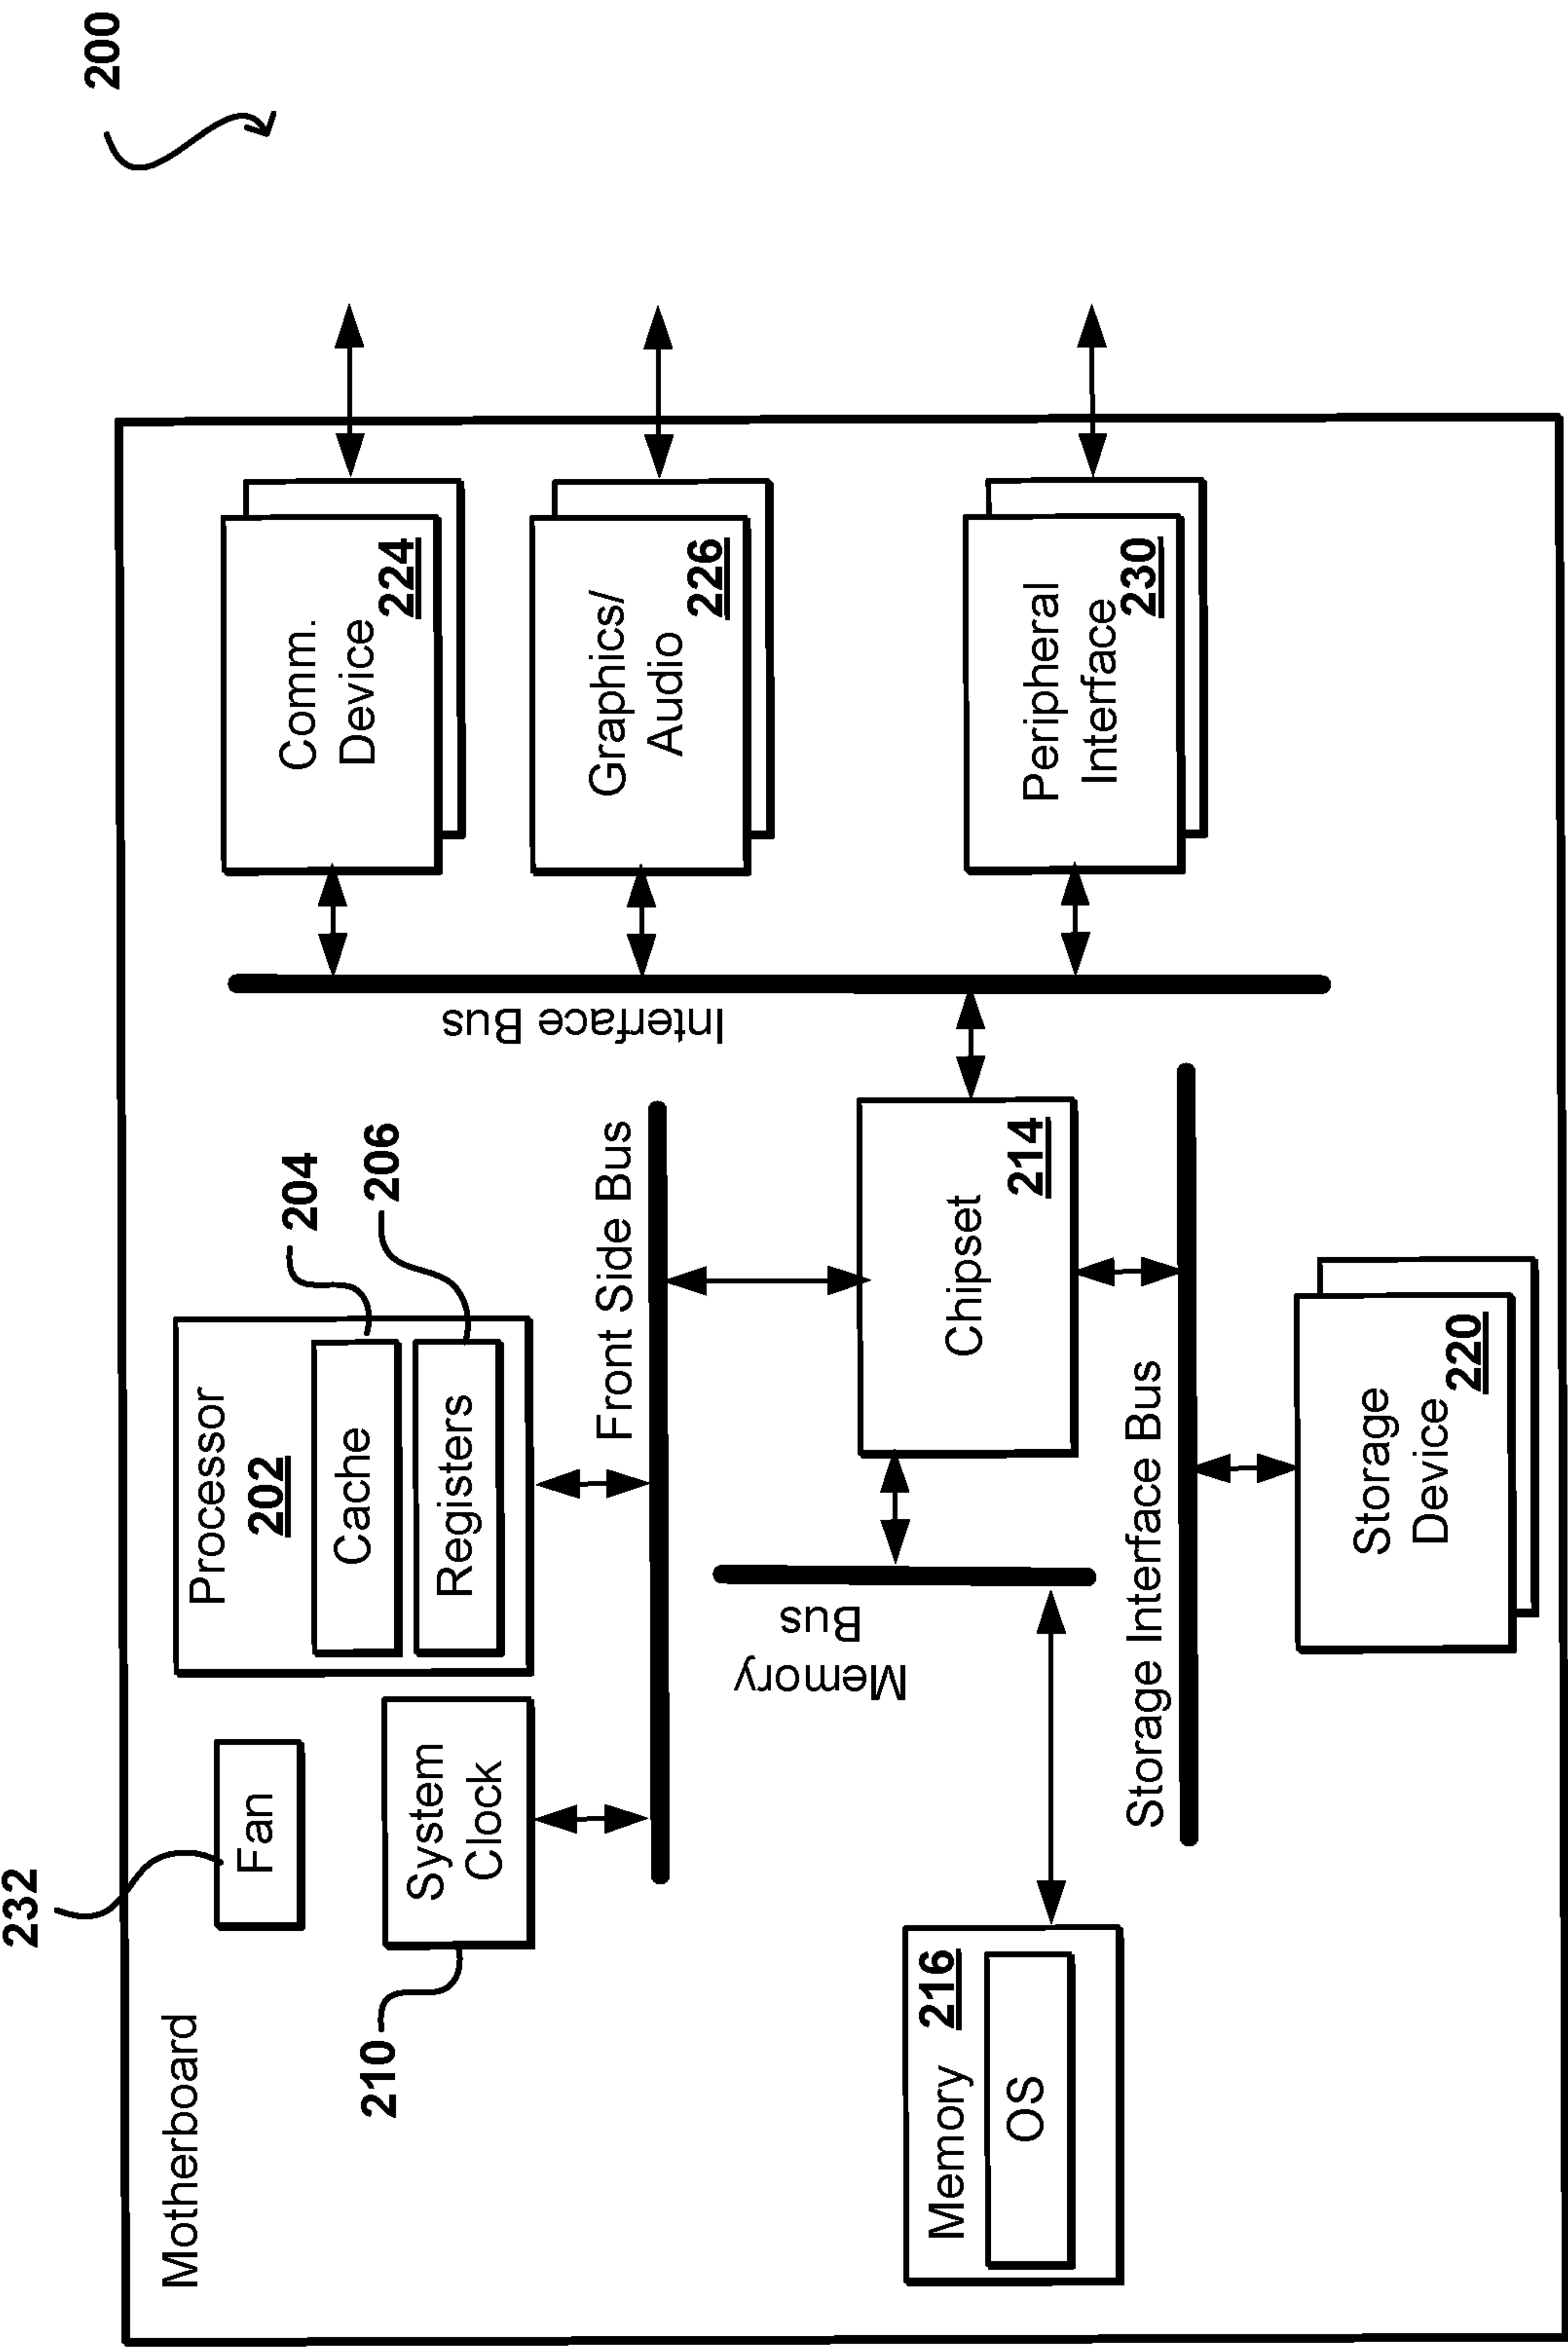 200
232
Motherboard
Fan
Processor
202
Cache
Registers
204
206
210
System
Clock
Front Side Bus
Interface Bus
Comm.
Device
224
Graphics/
Audio
226
Peripheral
Interface
230
Memory
Bus
Chipset
214
Memory
216
OS
Storage Interface Bus
Storage
Device
220